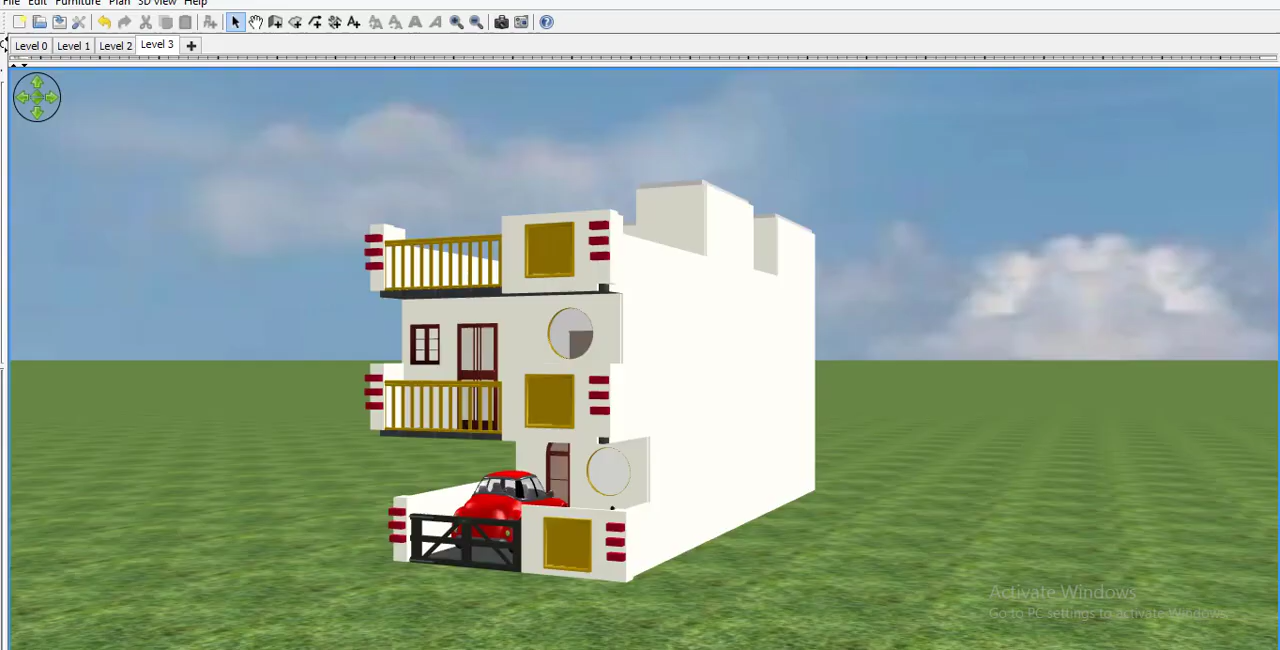 File Edit Furniture Plan 3D view Help
Level 0 Level 1 Level 2 Level 3
Activate Windows
Go to PC settings to activate Windows.